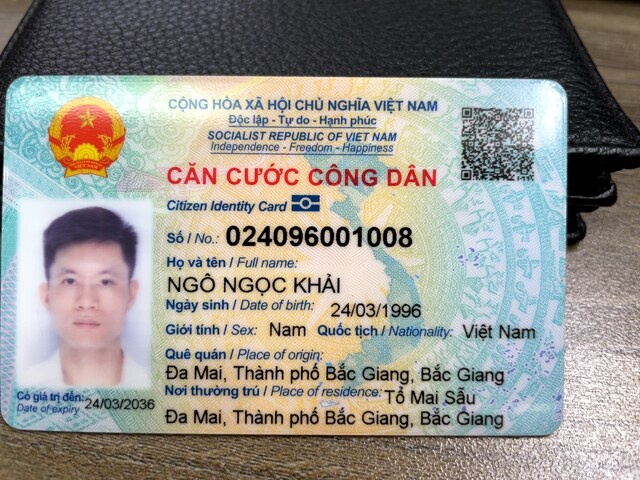 CỘNG HÒA XÃ HỘI CHỦ NGHĨA VIỆT NAM
Độc lập - Tự do - Hạnh phúc
SOCIALIST REPUBLIC OF VIET NAM
Independence - Freedom - Happiness
CĂN CƯỚC CÔNG DÂN
Citizen Identity Card
Số / No.: 024096001008
Họ và tên / Full name:
NGÔ NGỌC KHẢI
Ngày sinh / Date of birth: 24/03/1996
Giới tính / Sex: Nam Quốc tịch / Nationality: Việt Nam
Quê quán / Place of origin:
Đa Mai, Thành phố Bắc Giang, Bắc Giang
Nơi thường trú / Place of residence: Tổ Mai Sẫu
Đa Mai, Thành phố Bắc Giang, Bắc Giang
Có giá trị đến: 24/03/2036
Date of expiry